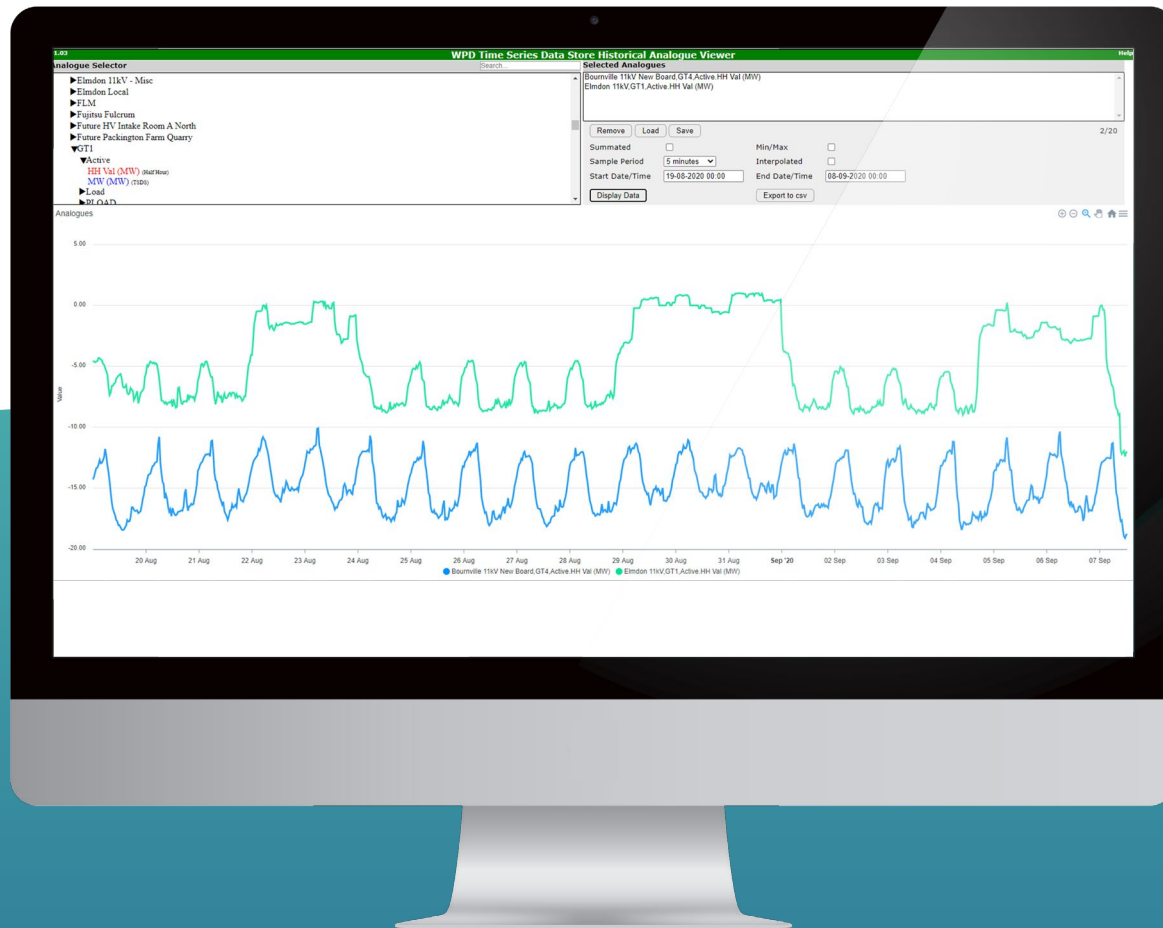 1.03 WPD Time Series Data Store Historical Analogue Viewer Help
Analogue Selector Search... Selected Analogues
▶Elmdon 11kV - Misc
▶Elmdon Local
▶FLM
▶Fujitsu Fulcrum
▶Future HV Intake Room A North
▶Future Packington Farm Quarry
▼GT1
▼Active
HH Val (MW) (Half Hour)
MW (MW) (TSDS)
▶Load
▶PLOAD
Bournville 11kV New Board,GT4,Active.HH Val (MW)
Elmdon 11kV,GT1,Active.HH Val (MW)
Remove Load Save 2/20
Summated Min/Max
Sample Period 5 minutes Interpolated
Start Date/Time 19-08-2020 00:00 End Date/Time 08-09-2020 00:00
Display Data Export to csv
Analogues
5.00
0.00
-5.00
-10.00
-15.00
-20.00
Value
20 Aug 21 Aug 22 Aug 23 Aug 24 Aug 25 Aug 26 Aug 27 Aug 28 Aug 29 Aug 30 Aug 31 Aug Sep '20 02 Sep 03 Sep 04 Sep 05 Sep 06 Sep 07 Sep
Bournville 11kV New Board,GT4,Active.HH Val (MW) Elmdon 11kV,GT1,Active.HH Val (MW)